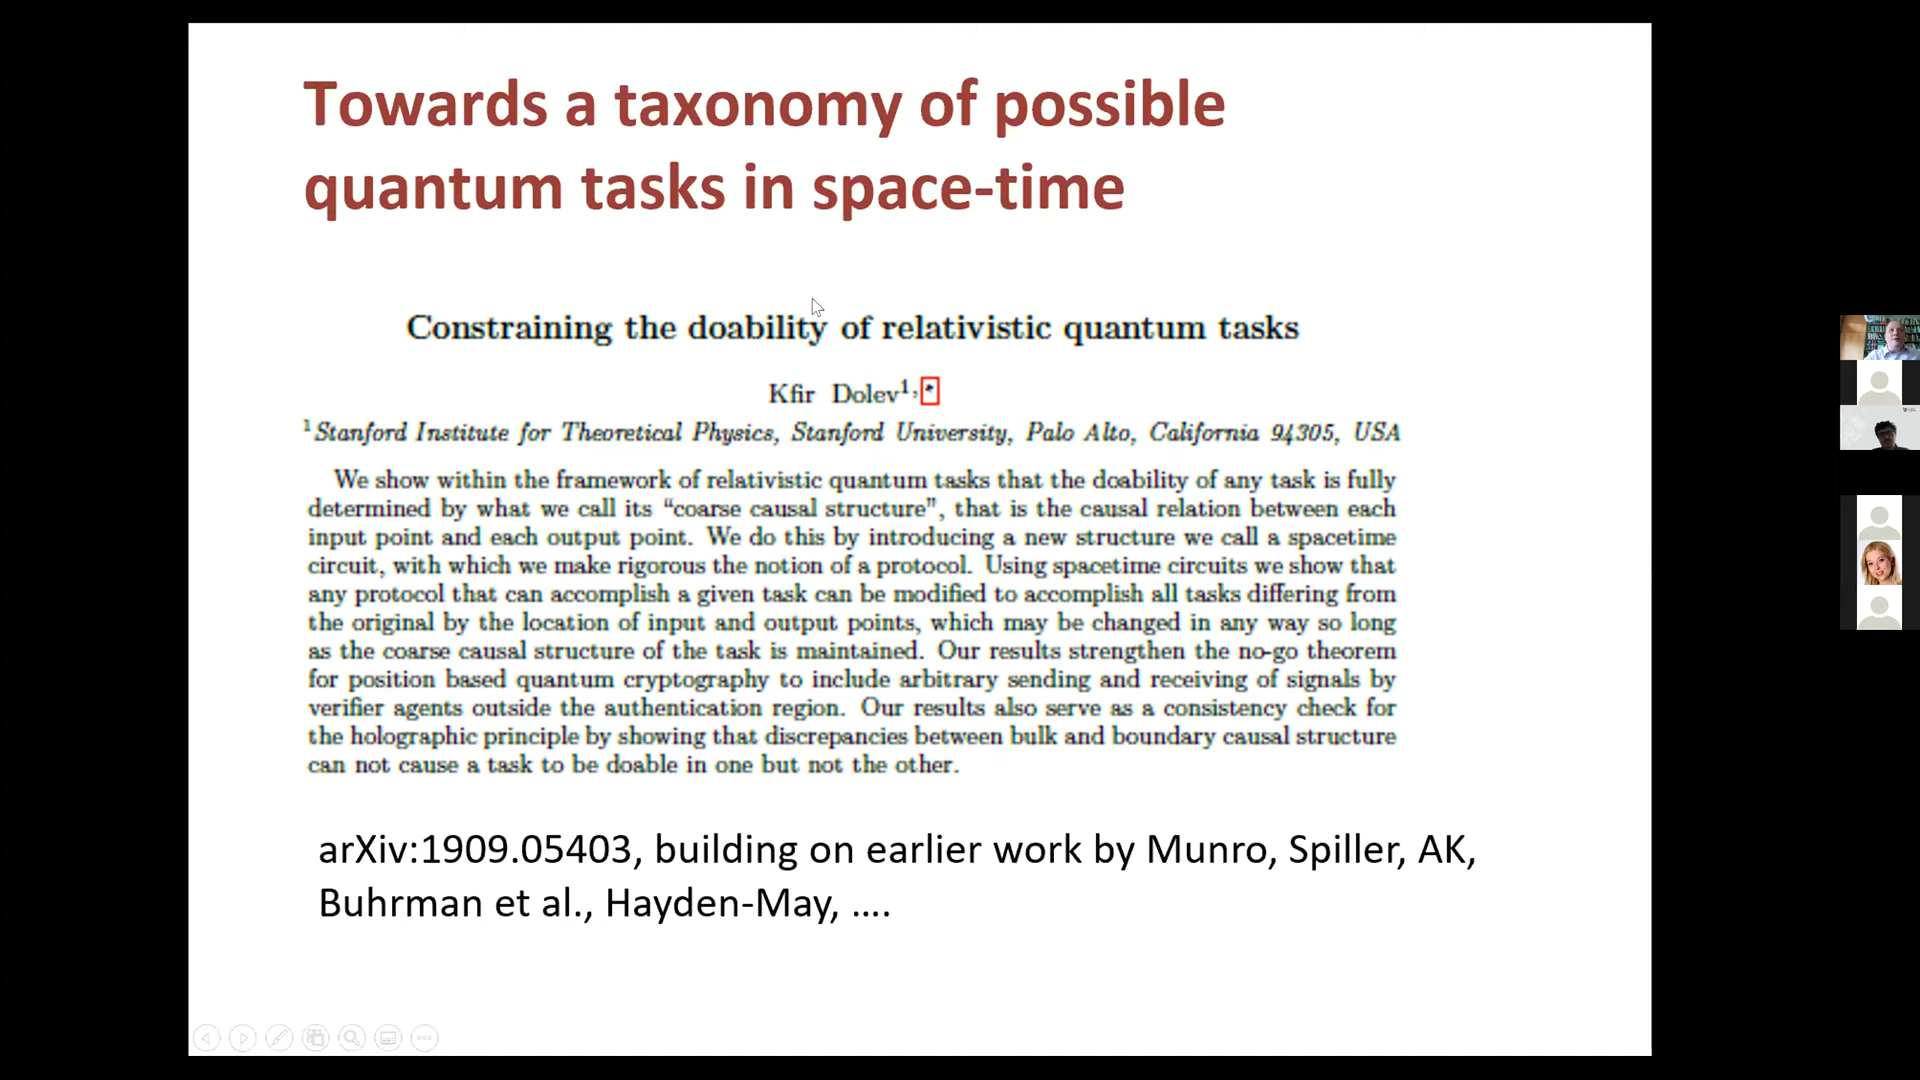 Towards a taxonomy of possible
quantum tasks in space-time
Constraining the doability of relativistic quantum tasks
Kfir Dolev1,*
1Stanford Institute for Theoretical Physics, Stanford University, Palo Alto, California 94305, USA
We show within the framework of relativistic quantum tasks that the doability of any task is fully
determined by what we call its “coarse causal structure”, that is the causal relation between each
input point and each output point. We do this by introducing a new structure we call a spacetime
circuit, with which we make rigorous the notion of a protocol. Using spacetime circuits we show that
any protocol that can accomplish a given task can be modified to accomplish all tasks differing from
the original by the location of input and output points, which may be changed in any way so long
as the coarse causal structure of the task is maintained. Our results strengthen the no-go theorem
for position based quantum cryptography to include arbitrary sending and receiving of signals by
verifier agents outside the authentication region. Our results also serve as a consistency check for
the holographic principle by showing that discrepancies between bulk and boundary causal structure
can not cause a task to be doable in one but not the other.
arXiv:1909.05403, building on earlier work by Munro, Spiller, AK,
Buhrman et al., Hayden-May, ....